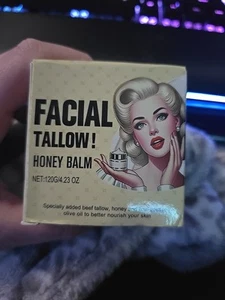 FACIAL
TALLOW!
HONEY BALM
NET:120G/4.23 OZ
Specially added beef tallow, honey
olive oil to better nourish your skin